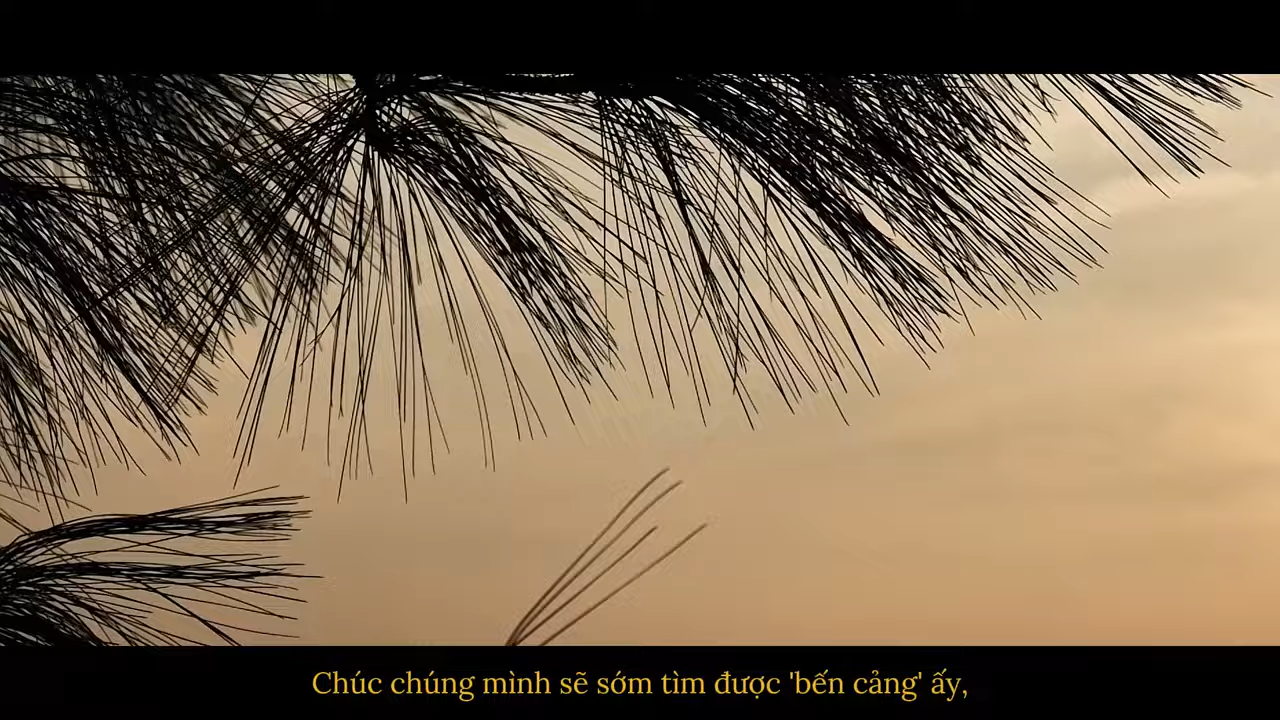 Chúc chúng mình sẽ sớm tìm được 'bến cảng' ấy,